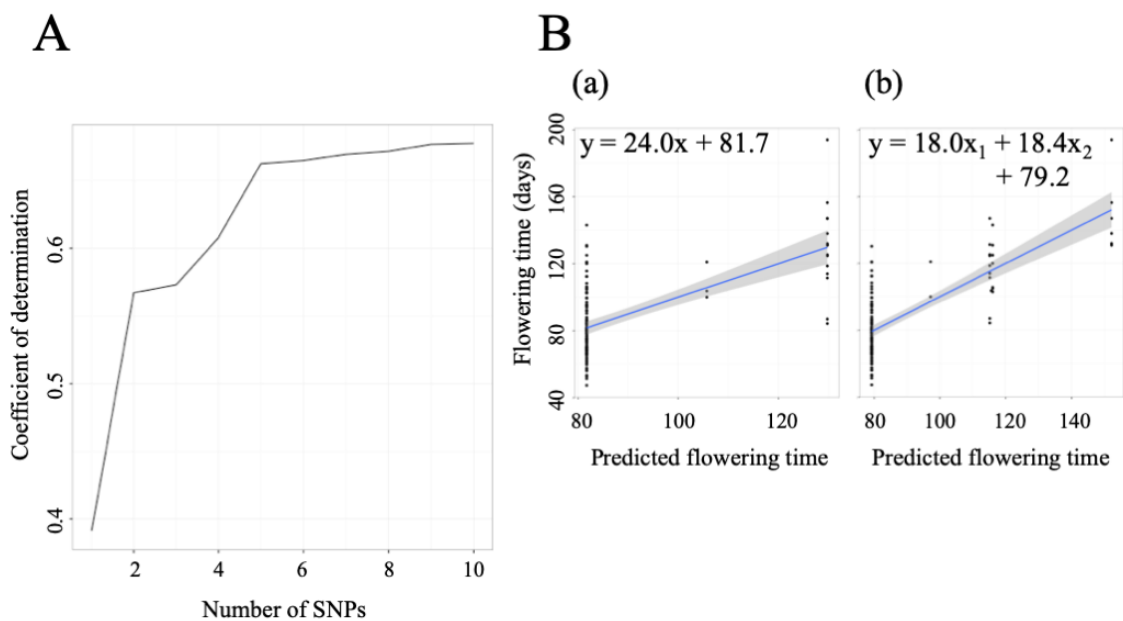 A
Coefficient of determination
0.6
0.5
0.4
2 4 6 8 10
Number of SNPs
B
(a)
y = 24.0x + 81.7
Flowering time (days)
200
160
120
80
40
80 100 120
Predicted flowering time
(b)
y = 18.0x₁ + 18.4x₂
+ 79.2
80 100 120 140
Predicted flowering time